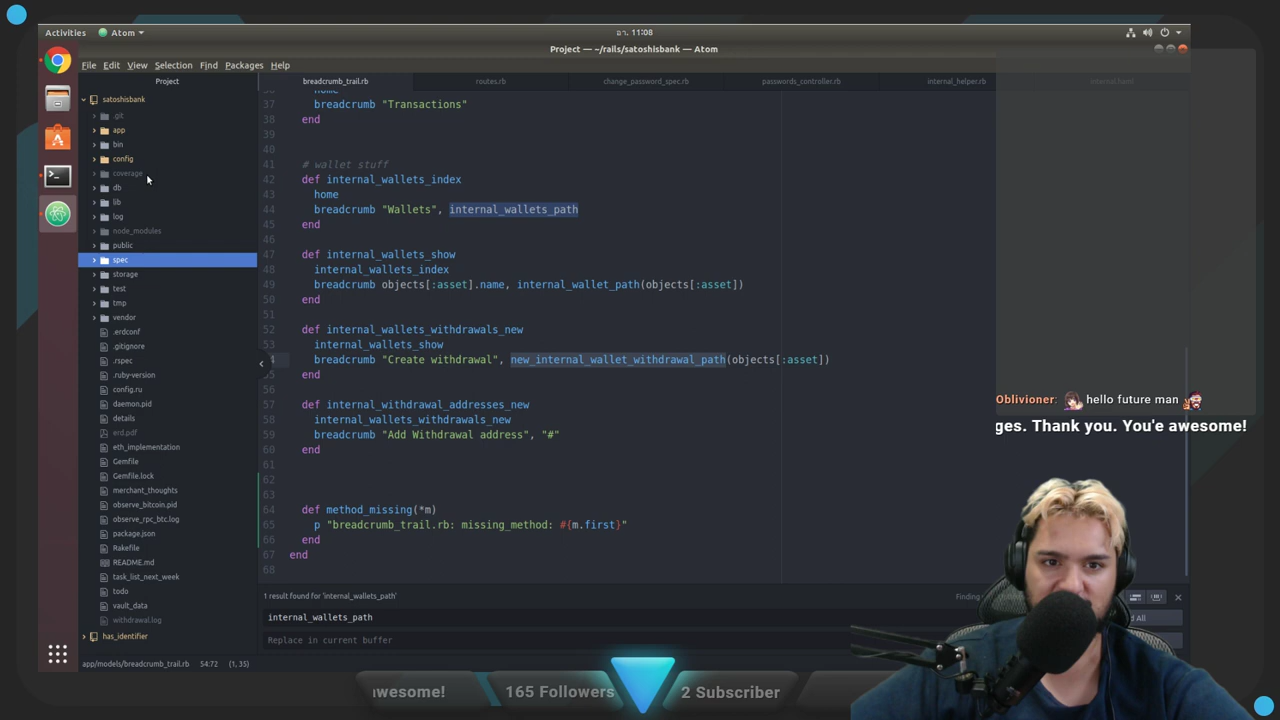 Activities
Atom
อา. 11:08
Project — ~/rails/satoshisbank — Atom
File Edit View Selection Find Packages Help
Project
breadcrumb_trail.rb
routes.rb
change_password_spec.rb
passwords_controller.rb
internal_helper.rb
internal.haml
satoshisbank
.git
app
bin
config
coverage
db
lib
log
node_modules
public
spec
storage
test
tmp
vendor
.erdconf
.gitignore
.rspec
.ruby-version
config.ru
daemon.pid
details
erd.pdf
eth_implementation
Gemfile
Gemfile.lock
merchant_thoughts
observe_bitcoin.pid
observe_rpc_btc.log
package.json
Rakefile
README.md
task_list_next_week
todo
vault_data
withdrawal.log
has_identifier
home
37 breadcrumb "Transactions"
38 end
39
40
41 # wallet stuff
42 def internal_wallets_index
43 home
44 breadcrumb "Wallets", internal_wallets_path
45 end
46
47 def internal_wallets_show
48 internal_wallets_index
49 breadcrumb objects[:asset].name, internal_wallet_path(objects[:asset])
50 end
51
52 def internal_wallets_withdrawals_new
53 internal_wallets_show
4 breadcrumb "Create withdrawal", new_internal_wallet_withdrawal_path(objects[:asset])
55 end
56
57 def internal_withdrawal_addresses_new
58 internal_wallets_withdrawals_new
59 breadcrumb "Add Withdrawal address", "#"
60 end
61
62
63
64 def method_missing(*m)
65 p "breadcrumb_trail.rb: missing_method: #{m.first}"
66 end
67 end
68
1 result found for 'internal_wallets_path'
Finding
internal_wallets_path
d All
Replace in current buffer
app/models/breadcrumb_trail.rb 54:72 (1, 35)
Oblivioner: hello future man
ges. Thank you. You'e awesome!
awesome!
165 Followers
2 Subscriber